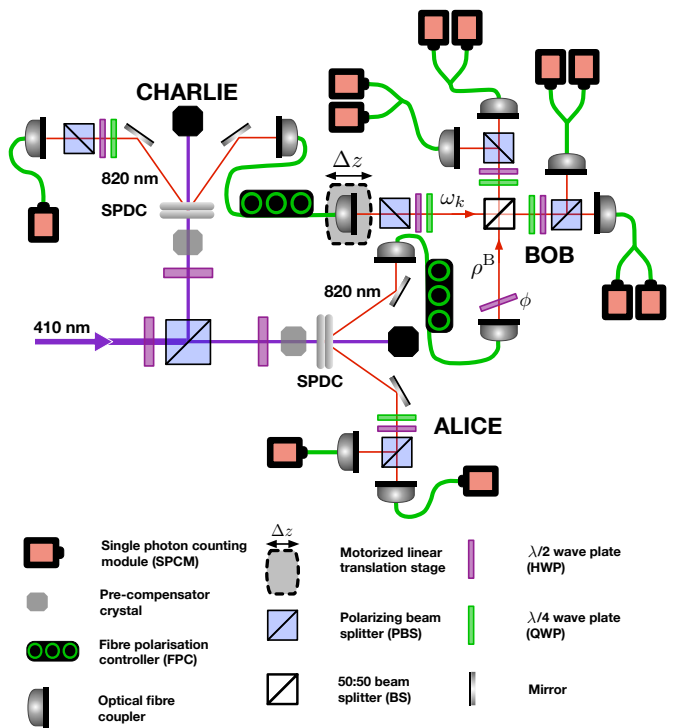 CHARLIE
820 nm
SPDC
Δz
ω_k
BOB
ρ^B
ϕ
820 nm
410 nm
SPDC
ALICE
Single photon counting
module (SPCM)
Pre-compensator
crystal
Fibre polarisation
controller (FPC)
Optical fibre
coupler
Δz
Motorized linear
translation stage
Polarizing beam
splitter (PBS)
50:50 beam
splitter (BS)
λ/2 wave plate
(HWP)
λ/4 wave plate
(QWP)
Mirror